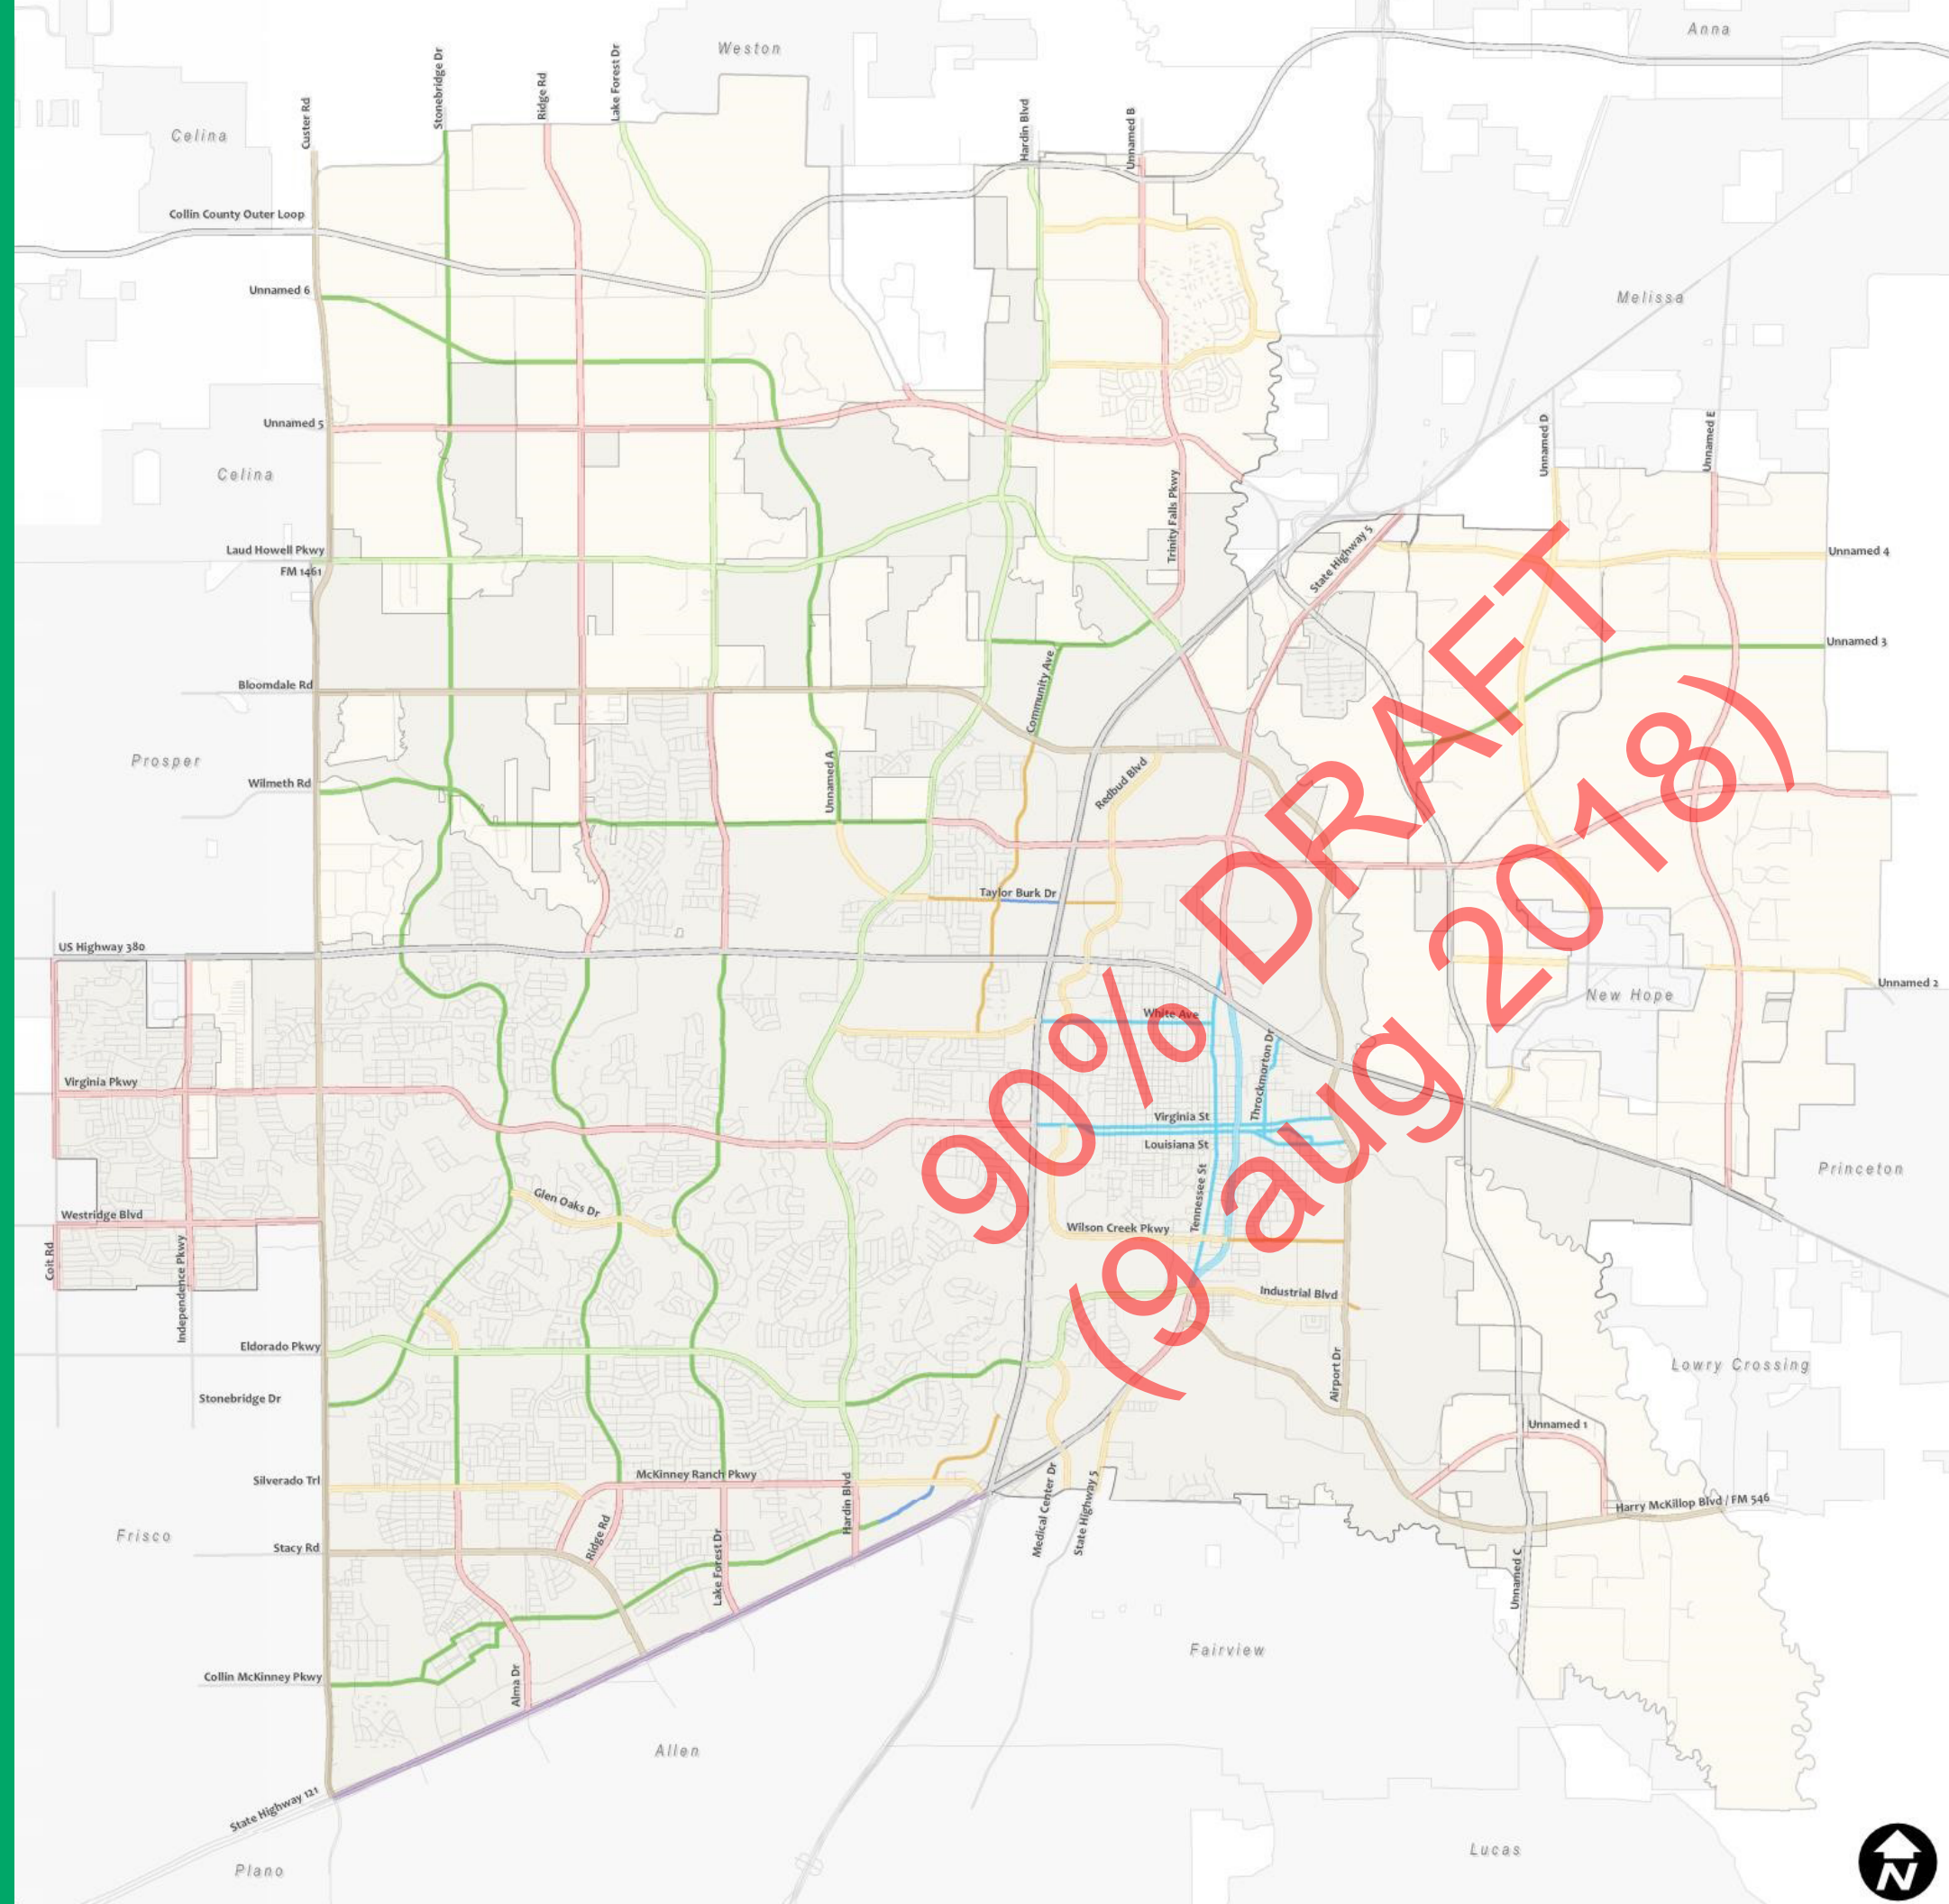 Anna
Weston
Celina
Custer Rd
Stonebridge Dr
Ridge Rd
Lake Forest Dr
Hardin Blvd
Unnamed B
Collin County Outer Loop
Unnamed 6
Melissa
Unnamed 5
Celina
Unnamed D
Unnamed E
Trinity Falls Pkwy
State Highway 5
Laud Howell Pkwy
FM 1461
Unnamed 4
Unnamed 3
Community Ave
Bloomdale Rd
Prosper
Wilmeth Rd
Unnamed A
Redbud Blvd
Taylor Burk Dr
US Highway 380
Unnamed 2
New Hope
White Ave
Throckmorton Dr
Virginia Pkwy
Virginia St
Louisiana St
Princeton
Tennessee St
Glen Oaks Dr
Westridge Blvd
Wilson Creek Pkwy
Coit Rd
Independence Pkwy
Industrial Blvd
Eldorado Pkwy
Airport Dr
Lowry Crossing
Stonebridge Dr
Unnamed 1
Silverado Trl
McKinney Ranch Pkwy
Hardin Blvd
Medical Center Dr
State Highway 5
Harry McKillop Blvd / FM 546
Frisco
Stacy Rd
Ridge Rd
Lake Forest Dr
Unnamed C
Fairview
Collin McKinney Pkwy
Alma Dr
Allen
State Highway 121
Plano
Lucas
N
90% DRAFT
(9 aug 2018)